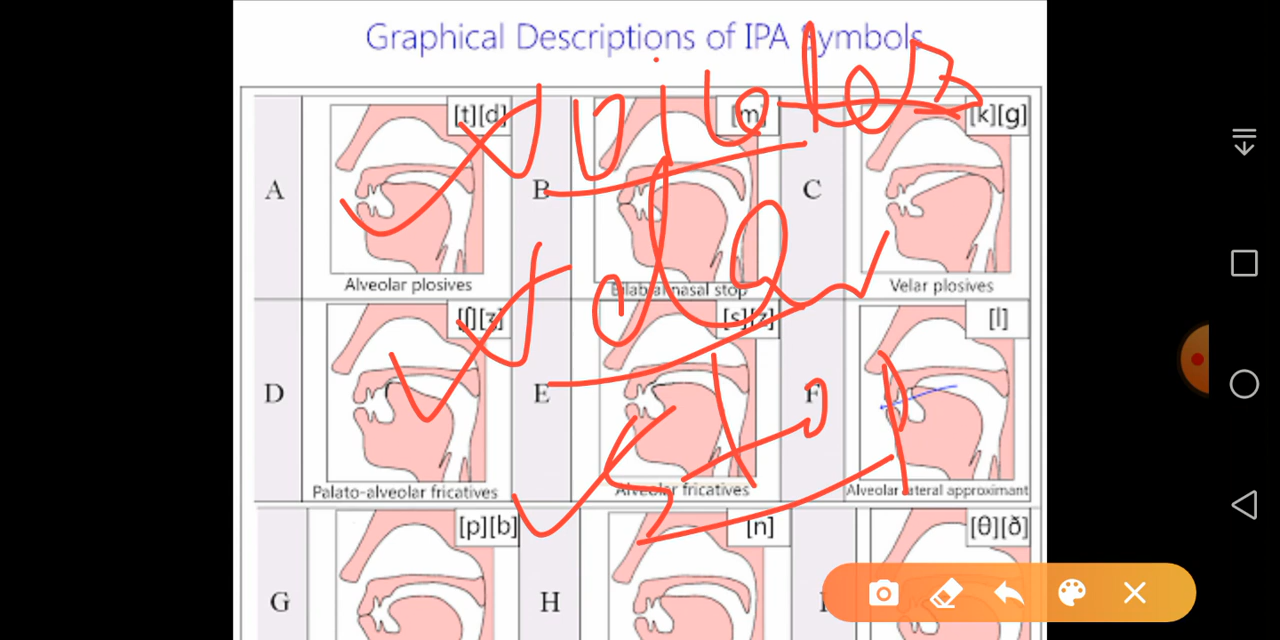 Graphical Descriptions of IPA Symbols
A [t][d] B [m] C [k][g]
Alveolar plosives Bilabial nasal stop Velar plosives
D [ʃ][ʒ] E [s][z] F [l]
Palato-alveolar fricatives Alveolar fricatives Alveolar lateral approximant
G [p][b] H [n] I [θ][ð]